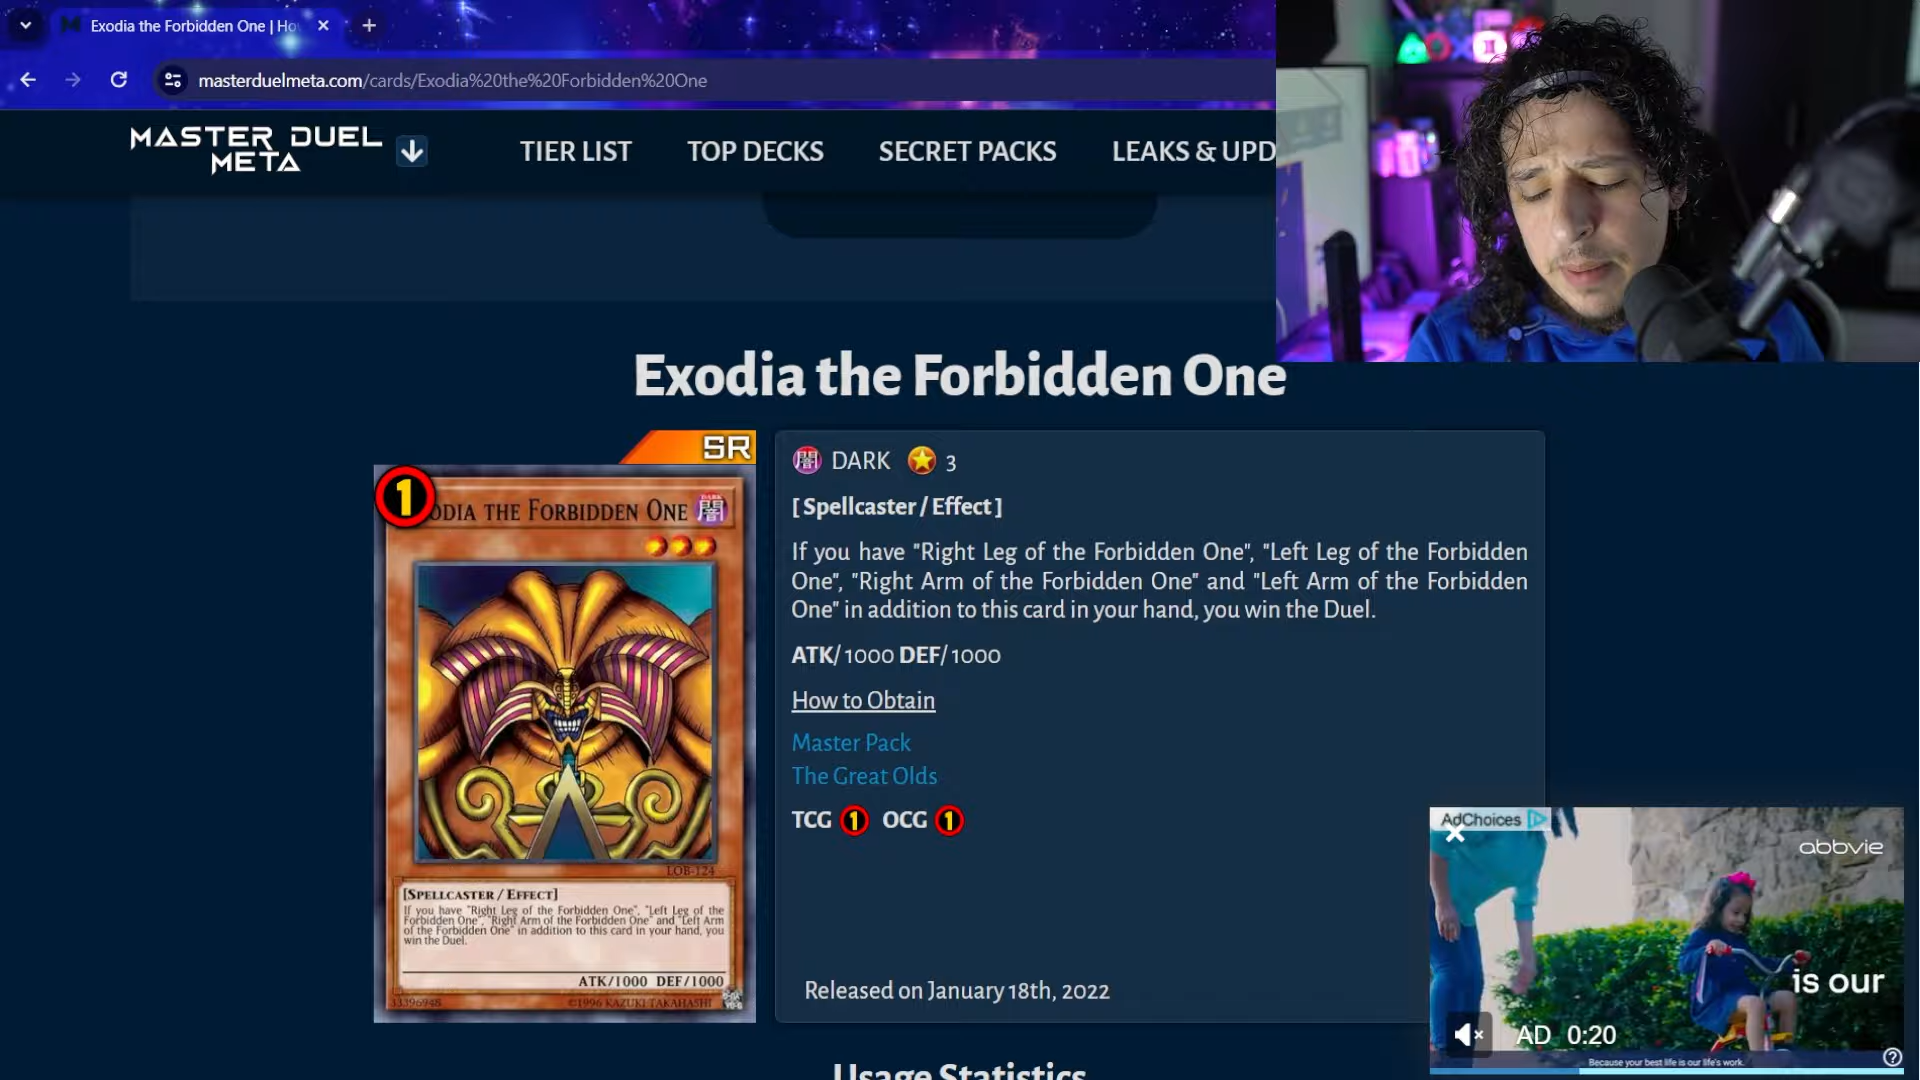 Exodia the Forbidden One | Ho
masterduelmeta.com/cards/Exodia%20the%20Forbidden%20One
MASTER DUEL
META
TIER LIST
TOP DECKS
SECRET PACKS
LEAKS & UPD
Exodia the Forbidden One
SR
1
ODIA THE FORBIDDEN ONE
DARK
闇
LOB-124
[SPELLCASTER / EFFECT]
If you have "Right Leg of the Forbidden One", "Left Leg of the
Forbidden One", "Right Arm of the Forbidden One" and "Left Arm
of the Forbidden One" in addition to this card in your hand, you
win the Duel.
ATK/1000 DEF/1000
33396948
©1996 KAZUKI TAKAHASHI
闇 DARK 3
[ Spellcaster / Effect ]
If you have "Right Leg of the Forbidden One", "Left Leg of the Forbidden
One", "Right Arm of the Forbidden One" and "Left Arm of the Forbidden
One" in addition to this card in your hand, you win the Duel.
ATK/ 1000 DEF/ 1000
How to Obtain
Master Pack
The Great Olds
TCG 1 OCG 1
Released on January 18th, 2022
Usage Statistics
AdChoices
abbvie
is our
AD 0:20
Because your best life is our life's work.